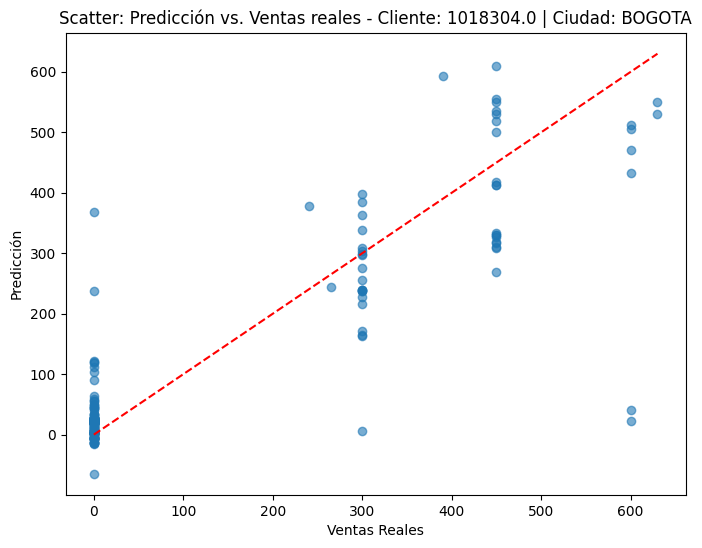 Scatter: Predicción vs. Ventas reales - Cliente: 1018304.0 | Ciudad: BOGOTA
600
500
400
300
200
100
0
Predicción
0 100 200 300 400 500 600
Ventas Reales